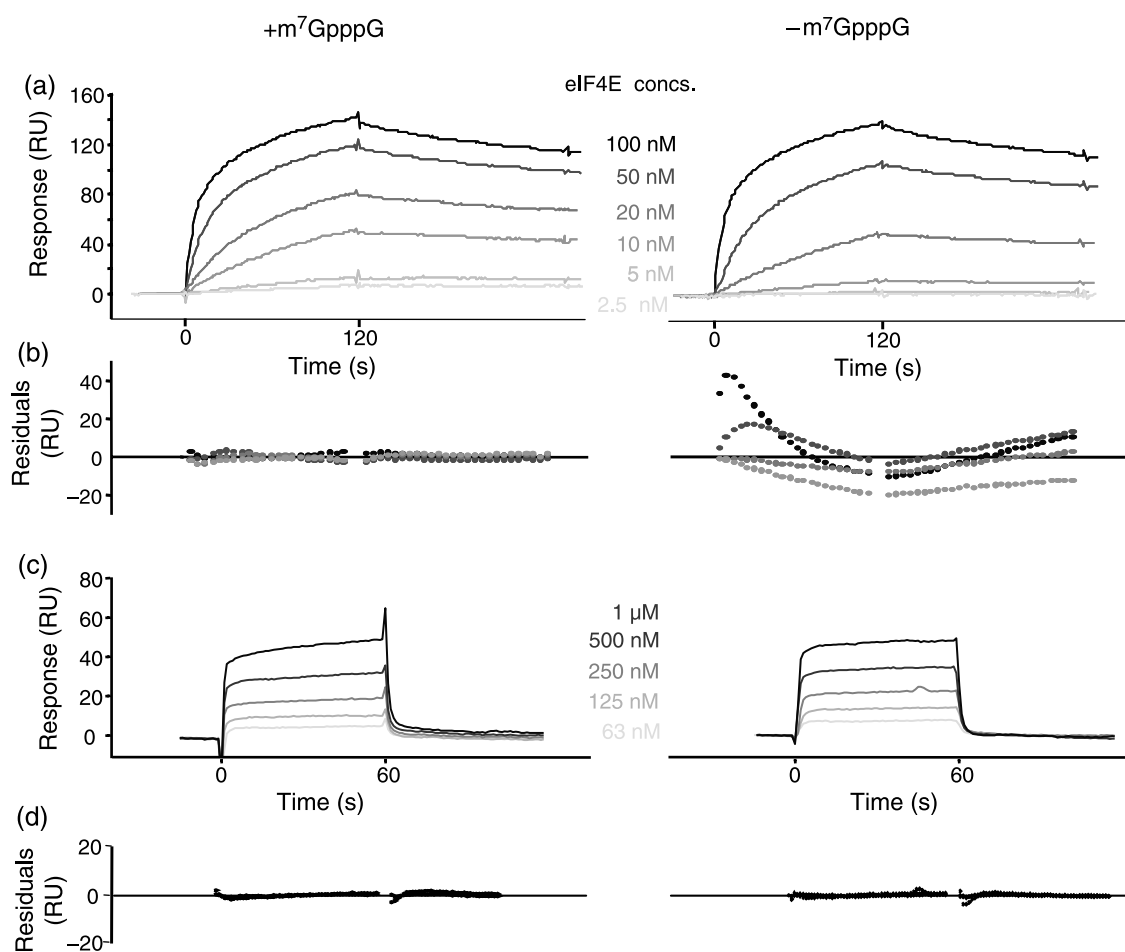 +m⁷GpppG
−m⁷GpppG
(a)
eIF4E concs.
Response (RU)
160
120
80
40
0
100 nM
50 nM
20 nM
10 nM
5 nM
2.5 nM
0
120
Time (s)
0
120
Time (s)
(b)
Residuals
(RU)
40
20
0
−20
(c)
Response (RU)
80
60
40
20
0
1 µM
500 nM
250 nM
125 nM
63 nM
0
60
Time (s)
0
60
Time (s)
(d)
Residuals
(RU)
20
0
−20